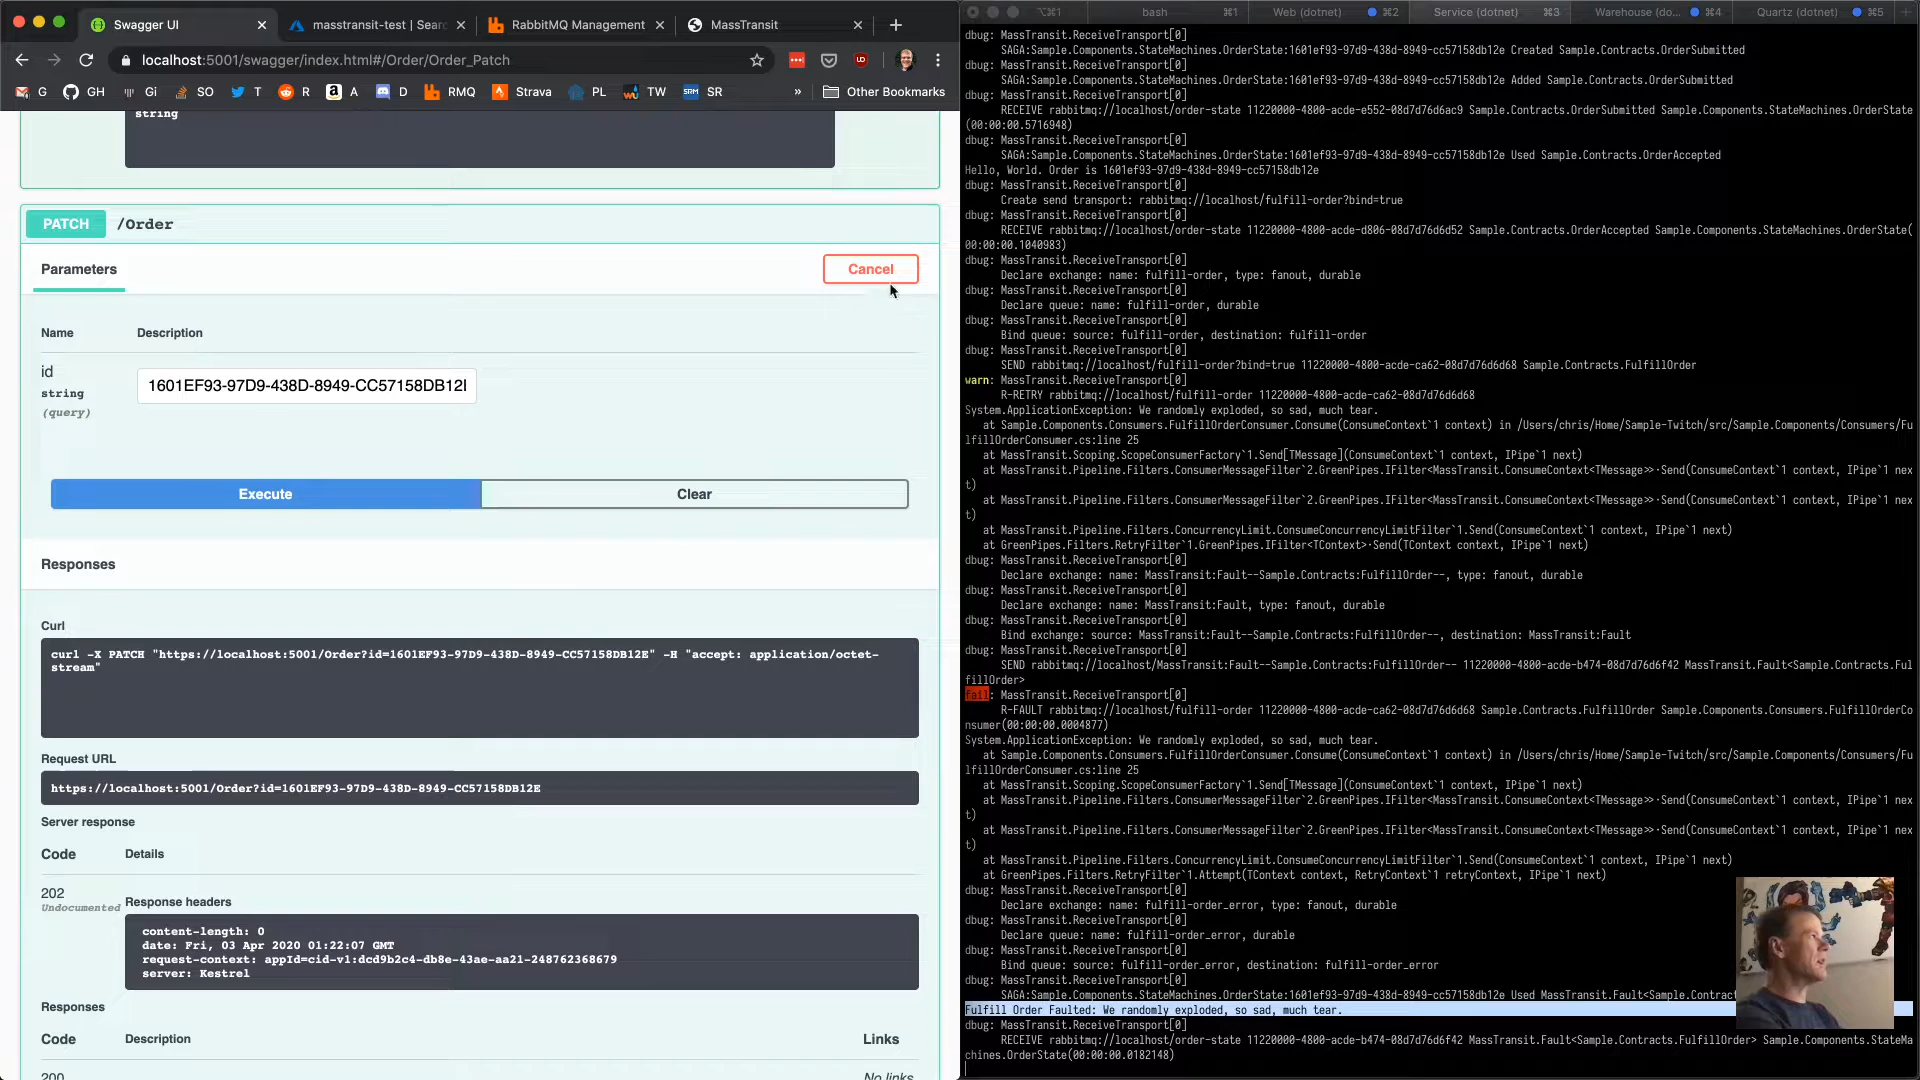 Swagger UI
masstransit-test | Searc
RabbitMQ Management
MassTransit
localhost:5001/swagger/index.html#/Order/Order_Patch
G
GH
Gi
SO
T
R
A
D
RMQ
Strava
PL
TW
SR
»
Other Bookmarks
string
PATCH /Order
Parameters
Cancel
Name Description
id
string
(query)
1601EF93-97D9-438D-8949-CC57158DB12I
Execute
Clear
Responses
Curl
curl -X PATCH "https://localhost:5001/Order?id=1601EF93-97D9-438D-8949-CC57158DB12E" -H "accept: application/octet-
stream"
Request URL
https://localhost:5001/Order?id=1601EF93-97D9-438D-8949-CC57158DB12E
Server response
Code Details
202
Undocumented
Response headers
content-length: 0
date: Fri, 03 Apr 2020 01:22:07 GMT
request-context: appId=cid-v1:dcd9b2c4-db8e-43ae-aa21-248762368679
server: Kestrel
Responses
Code Description Links
200 No links
⌥⌘1
bash ⌘1
Web (dotnet) ⌘2
Service (dotnet) ⌘3
Warehouse (do... ⌘4
Quartz (dotnet) ⌘5
dbug: MassTransit.ReceiveTransport[0]
SAGA:Sample.Components.StateMachines.OrderState:1601ef93-97d9-438d-8949-cc57158db12e Created Sample.Contracts.OrderSubmitted
dbug: MassTransit.ReceiveTransport[0]
SAGA:Sample.Components.StateMachines.OrderState:1601ef93-97d9-438d-8949-cc57158db12e Added Sample.Contracts.OrderSubmitted
dbug: MassTransit.ReceiveTransport[0]
RECEIVE rabbitmq://localhost/order-state 11220000-4800-acde-e552-08d7d76d6ac9 Sample.Contracts.OrderSubmitted Sample.Components.StateMachines.OrderState
(00:00:00.5716948)
dbug: MassTransit.ReceiveTransport[0]
SAGA:Sample.Components.StateMachines.OrderState:1601ef93-97d9-438d-8949-cc57158db12e Used Sample.Contracts.OrderAccepted
Hello, World. Order is 1601ef93-97d9-438d-8949-cc57158db12e
dbug: MassTransit.ReceiveTransport[0]
Create send transport: rabbitmq://localhost/fulfill-order?bind=true
dbug: MassTransit.ReceiveTransport[0]
RECEIVE rabbitmq://localhost/order-state 11220000-4800-acde-d806-08d7d76d6d52 Sample.Contracts.OrderAccepted Sample.Components.StateMachines.OrderState(
00:00:00.1040983)
dbug: MassTransit.ReceiveTransport[0]
Declare exchange: name: fulfill-order, type: fanout, durable
dbug: MassTransit.ReceiveTransport[0]
Declare queue: name: fulfill-order, durable
dbug: MassTransit.ReceiveTransport[0]
Bind queue: source: fulfill-order, destination: fulfill-order
dbug: MassTransit.ReceiveTransport[0]
SEND rabbitmq://localhost/fulfill-order?bind=true 11220000-4800-acde-ca62-08d7d76d6d68 Sample.Contracts.FulfillOrder
warn: MassTransit.ReceiveTransport[0]
R-RETRY rabbitmq://localhost/fulfill-order 11220000-4800-acde-ca62-08d7d76d6d68
System.ApplicationException: We randomly exploded, so sad, much tear.
at Sample.Components.Consumers.FulfillOrderConsumer.Consume(ConsumeContext`1 context) in /Users/chris/Home/Sample-Twitch/src/Sample.Components/Consumers/Fu
lfillOrderConsumer.cs:line 25
at MassTransit.Scoping.ScopeConsumerFactory`1.Send[TMessage](ConsumeContext`1 context, IPipe`1 next)
at MassTransit.Pipeline.Filters.ConsumerMessageFilter`2.GreenPipes.IFilter<MassTransit.ConsumeContext<TMessage>>.Send(ConsumeContext`1 context, IPipe`1 nex
t)
at MassTransit.Pipeline.Filters.ConsumerMessageFilter`2.GreenPipes.IFilter<MassTransit.ConsumeContext<TMessage>>.Send(ConsumeContext`1 context, IPipe`1 nex
t)
at MassTransit.Pipeline.Filters.ConcurrencyLimit.ConsumeConcurrencyLimitFilter`1.Send(ConsumeContext`1 context, IPipe`1 next)
at GreenPipes.Filters.RetryFilter`1.GreenPipes.IFilter<TContext>.Send(TContext context, IPipe`1 next)
dbug: MassTransit.ReceiveTransport[0]
Declare exchange: name: MassTransit:Fault--Sample.Contracts:FulfillOrder--, type: fanout, durable
dbug: MassTransit.ReceiveTransport[0]
Declare exchange: name: MassTransit:Fault, type: fanout, durable
dbug: MassTransit.ReceiveTransport[0]
Bind exchange: source: MassTransit:Fault--Sample.Contracts:FulfillOrder--, destination: MassTransit:Fault
dbug: MassTransit.ReceiveTransport[0]
SEND rabbitmq://localhost/MassTransit:Fault--Sample.Contracts:FulfillOrder-- 11220000-4800-acde-b474-08d7d76d6f42 MassTransit.Fault<Sample.Contracts.Ful
fillOrder>
fail: MassTransit.ReceiveTransport[0]
R-FAULT rabbitmq://localhost/fulfill-order 11220000-4800-acde-ca62-08d7d76d6d68 Sample.Contracts.FulfillOrder Sample.Components.Consumers.FulfillOrderCo
nsumer(00:00:00.0004877)
System.ApplicationException: We randomly exploded, so sad, much tear.
at Sample.Components.Consumers.FulfillOrderConsumer.Consume(ConsumeContext`1 context) in /Users/chris/Home/Sample-Twitch/src/Sample.Components/Consumers/Fu
lfillOrderConsumer.cs:line 25
at MassTransit.Scoping.ScopeConsumerFactory`1.Send[TMessage](ConsumeContext`1 context, IPipe`1 next)
at MassTransit.Pipeline.Filters.ConsumerMessageFilter`2.GreenPipes.IFilter<MassTransit.ConsumeContext<TMessage>>.Send(ConsumeContext`1 context, IPipe`1 nex
t)
at MassTransit.Pipeline.Filters.ConsumerMessageFilter`2.GreenPipes.IFilter<MassTransit.ConsumeContext<TMessage>>.Send(ConsumeContext`1 context, IPipe`1 nex
t)
at MassTransit.Pipeline.Filters.ConcurrencyLimit.ConsumeConcurrencyLimitFilter`1.Send(ConsumeContext`1 context, IPipe`1 next)
at GreenPipes.Filters.RetryFilter`1.Attempt(TContext context, RetryContext`1 retryContext, IPipe`1 next)
dbug: MassTransit.ReceiveTransport[0]
Declare exchange: name: fulfill-order_error, type: fanout, durable
dbug: MassTransit.ReceiveTransport[0]
Declare queue: name: fulfill-order_error, durable
dbug: MassTransit.ReceiveTransport[0]
Bind queue: source: fulfill-order_error, destination: fulfill-order_error
dbug: MassTransit.ReceiveTransport[0]
SAGA:Sample.Components.StateMachines.OrderState:1601ef93-97d9-438d-8949-cc57158db12e Used MassTransit.Fault<Sample.Contrac
Fulfill Order Faulted: We randomly exploded, so sad, much tear.
dbug: MassTransit.ReceiveTransport[0]
RECEIVE rabbitmq://localhost/order-state 11220000-4800-acde-b474-08d7d76d6f42 MassTransit.Fault<Sample.Contracts.FulfillOrder> Sample.Components.StateMa
chines.OrderState(00:00:00.0182148)